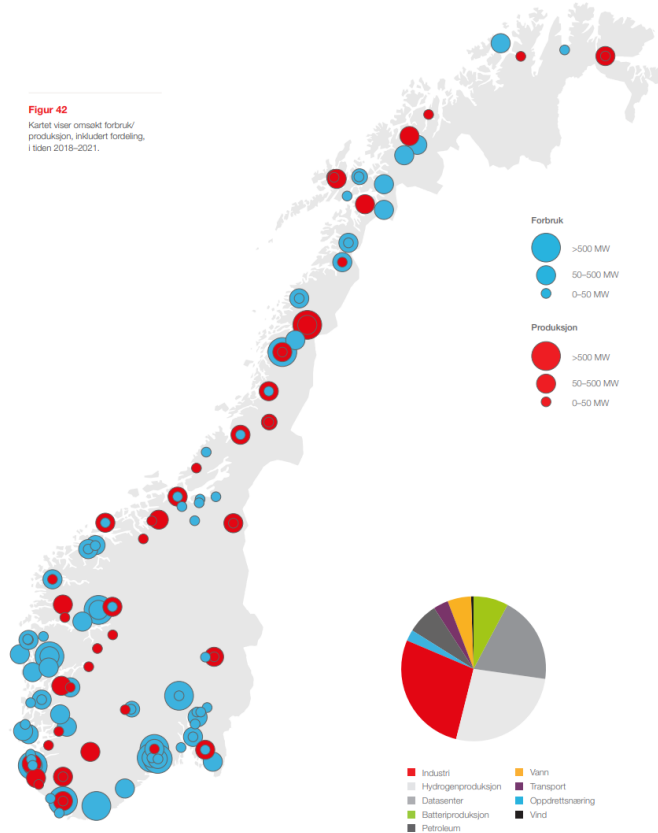 Figur 42
Kartet viser omsøkt forbruk/
produksjon, inkludert fordeling,
i tiden 2018–2021.
Forbruk
>500 MW
50–500 MW
0–50 MW
Produksjon
>500 MW
50–500 MW
0–50 MW
Industri
Hydrogenproduksjon
Datasenter
Batteriproduksjon
Petroleum
Vann
Transport
Oppdrettsnæring
Vind